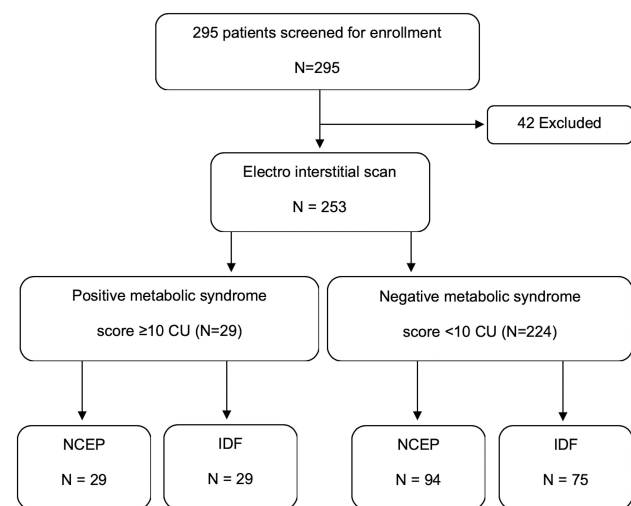 295 patients screened for enrollment
N=295
42 Excluded
Electro interstitial scan
N = 253
Positive metabolic syndrome
score ≥10 CU (N=29)
Negative metabolic syndrome
score <10 CU (N=224)
NCEP
N = 29
IDF
N = 29
NCEP
N = 94
IDF
N = 75